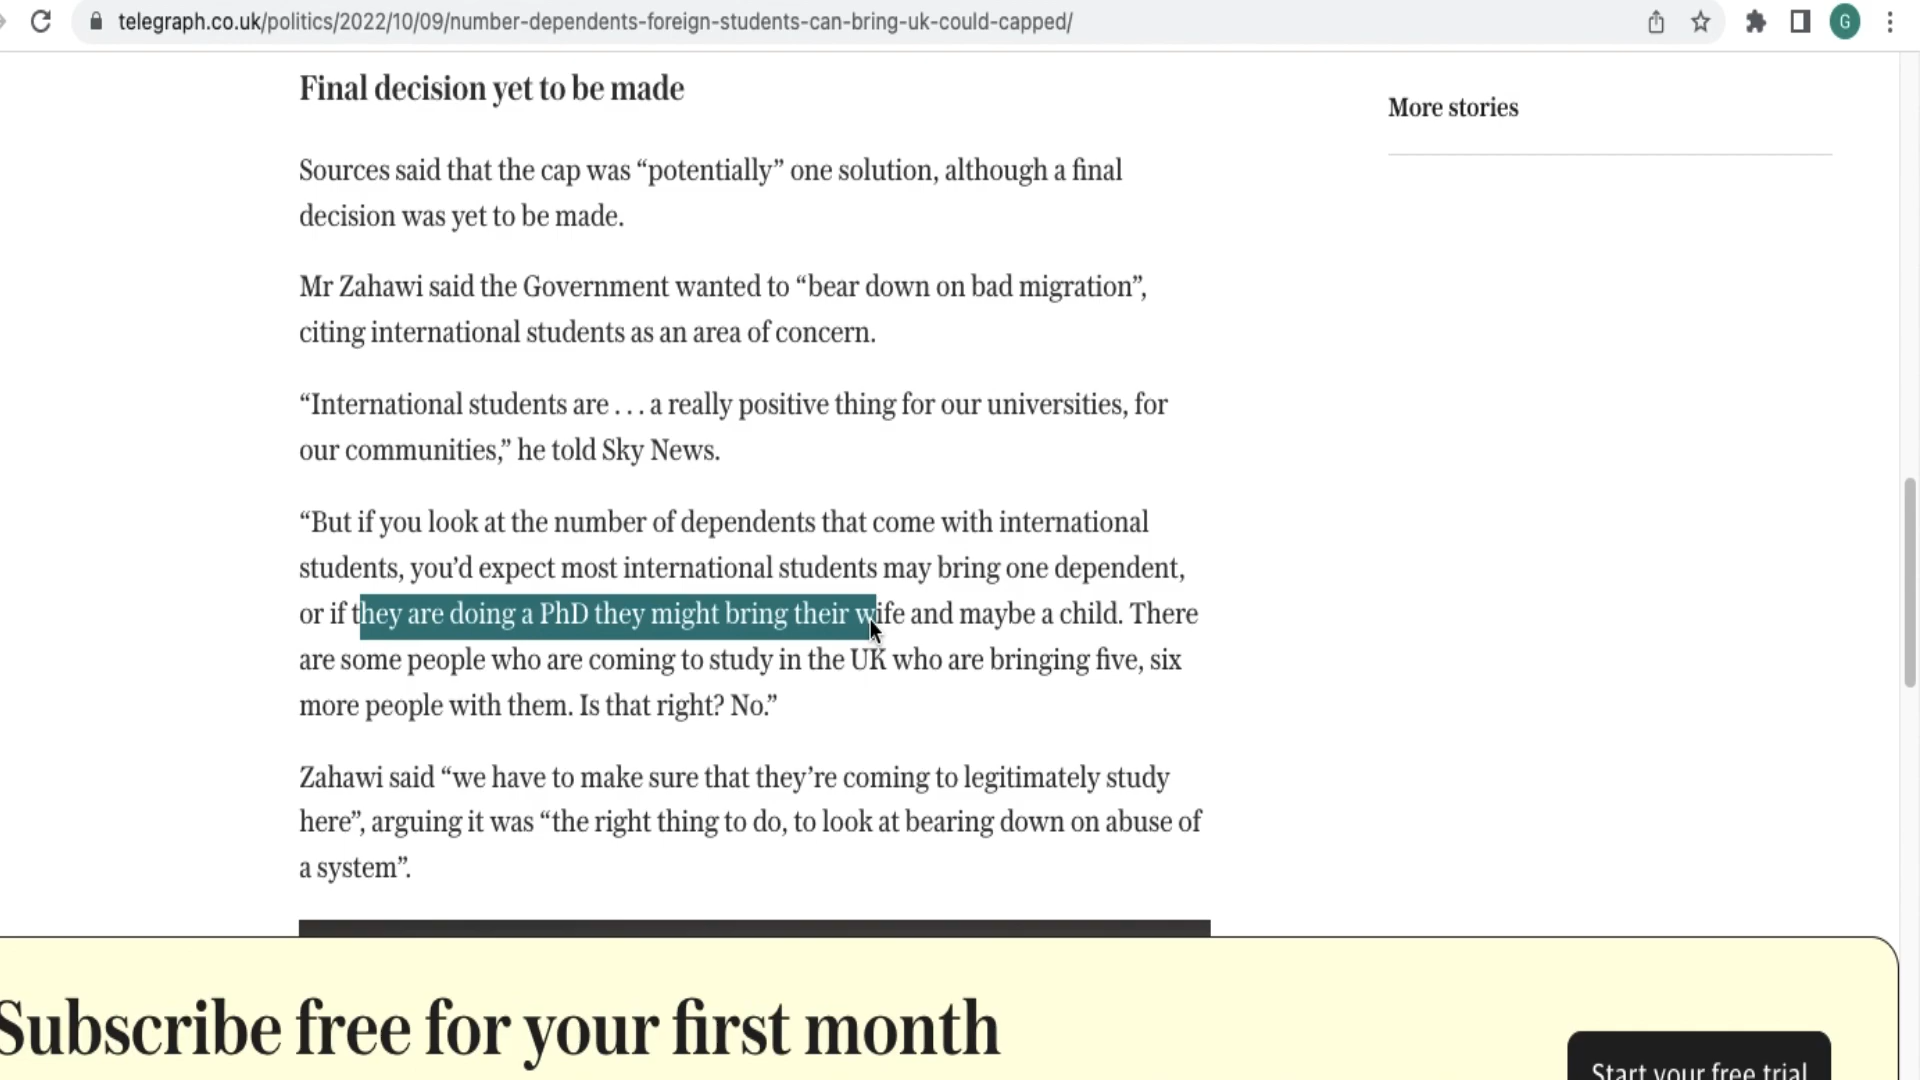 telegraph.co.uk/politics/2022/10/09/number-dependents-foreign-students-can-bring-uk-could-capped/
G
Final decision yet to be made
More stories
Sources said that the cap was “potentially” one solution, although a final
decision was yet to be made.
Mr Zahawi said the Government wanted to “bear down on bad migration”,
citing international students as an area of concern.
“International students are . . . a really positive thing for our universities, for
our communities,” he told Sky News.
“But if you look at the number of dependents that come with international
students, you’d expect most international students may bring one dependent,
or if they are doing a PhD they might bring their wife and maybe a child. There
are some people who are coming to study in the UK who are bringing five, six
more people with them. Is that right? No.”
Zahawi said “we have to make sure that they’re coming to legitimately study
here”, arguing it was “the right thing to do, to look at bearing down on abuse of
a system”.
Subscribe free for your first month
Start your free trial